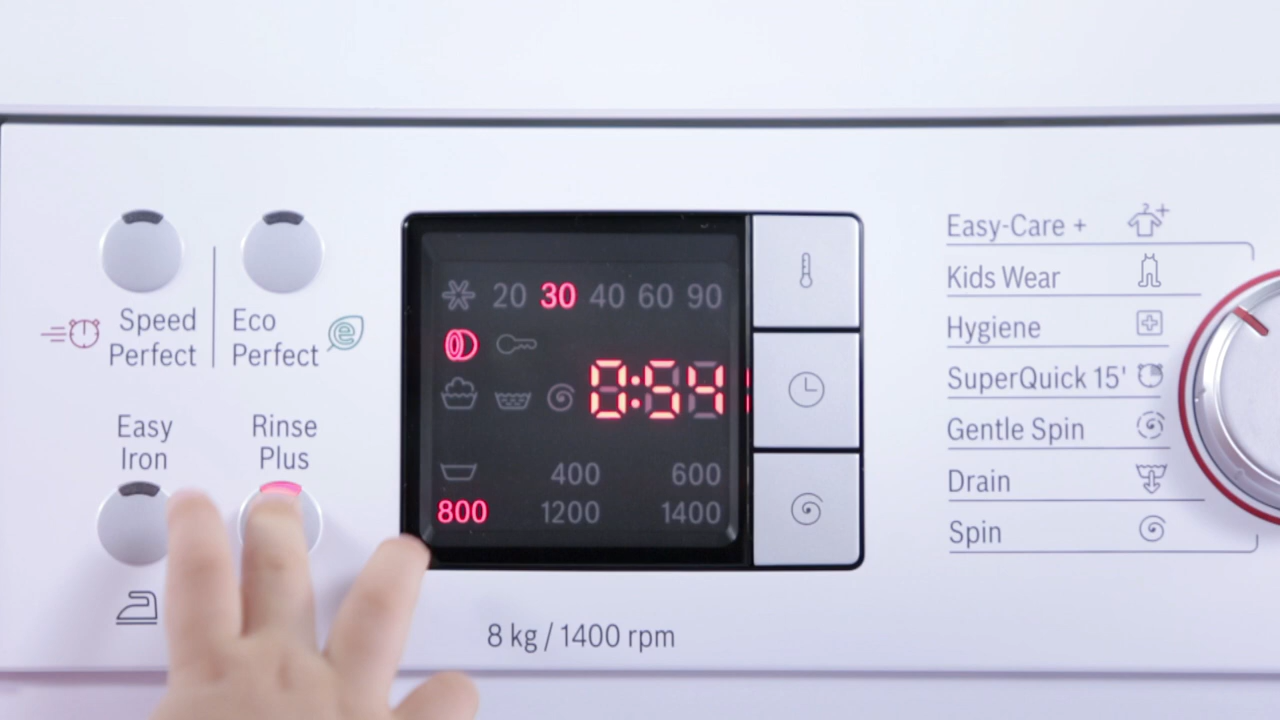 Speed
Perfect
Eco
Perfect
e
Easy
Iron
Rinse
Plus
20 30 40 60 90
0:54
400 600
800 1200 1400
8 kg / 1400 rpm
Easy-Care +
2+
Kids Wear
Hygiene
SuperQuick 15'
Gentle Spin
Drain
Spin